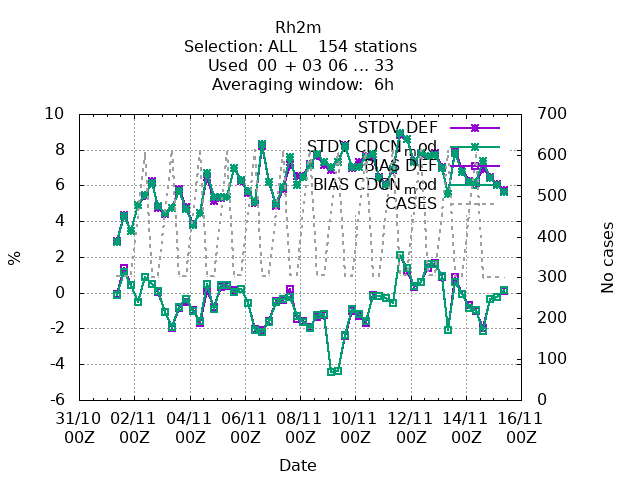 Rh2m
Selection: ALL    154 stations
Used  00 + 03 06 ... 33
Averaging window:  6h
10
8
6
4
2
0
-2
-4
-6
%
STDV DEF
STDV CDCN_mod
BIAS DEF
BIAS CDCN_mod
CASES
700
600
500
400
300
200
100
0
No cases
31/10 02/11 04/11 06/11 08/11 10/11 12/11 14/11 16/11
00Z 00Z 00Z 00Z 00Z 00Z 00Z 00Z 00Z
Date